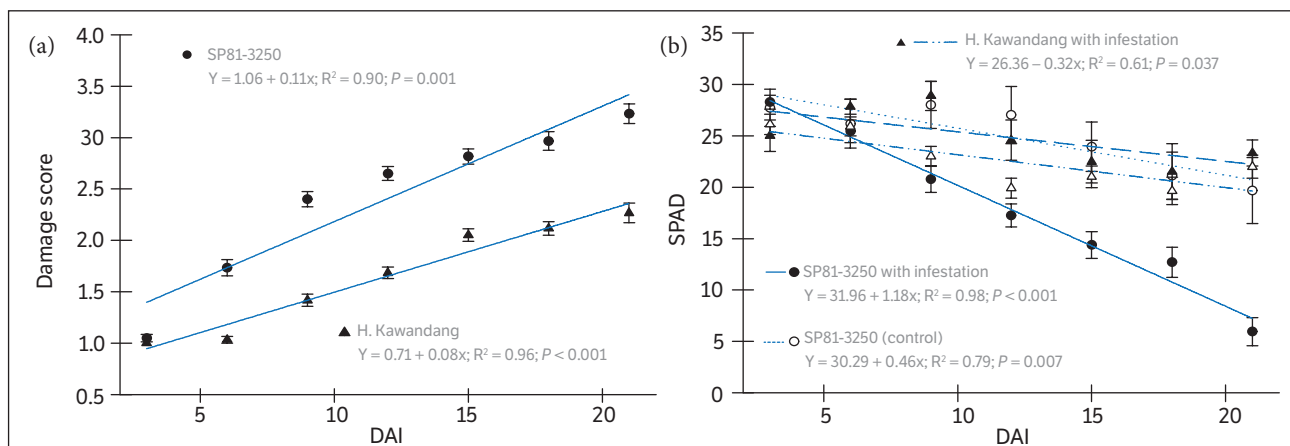 (a)
4.0
3.5
3.0
2.5
2.0
1.5
1.0
0.5
Damage score
SP81-3250
Y = 1.06 + 0.11x; R² = 0.90; P = 0.001
H. Kawandang
Y = 0.71 + 0.08x; R² = 0.96; P < 0.001
5
10
15
20
DAI
(b)
35
30
25
20
15
10
5
0
SPAD
H. Kawandang with infestation
Y = 26.36 – 0.32x; R² = 0.61; P = 0.037
SP81-3250 with infestation
Y = 31.96 + 1.18x; R² = 0.98; P < 0.001
SP81-3250 (control)
Y = 30.29 + 0.46x; R² = 0.79; P = 0.007
5
10
15
20
DAI